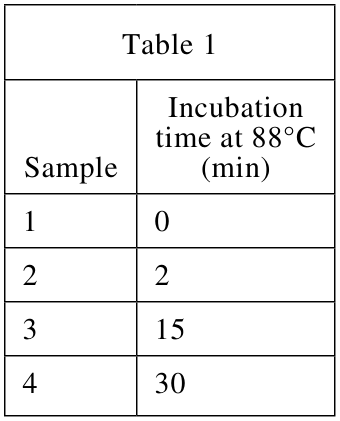 Table 1
Sample
Incubation
time at 88°C
(min)
1 0
2 2
3 15
4 30